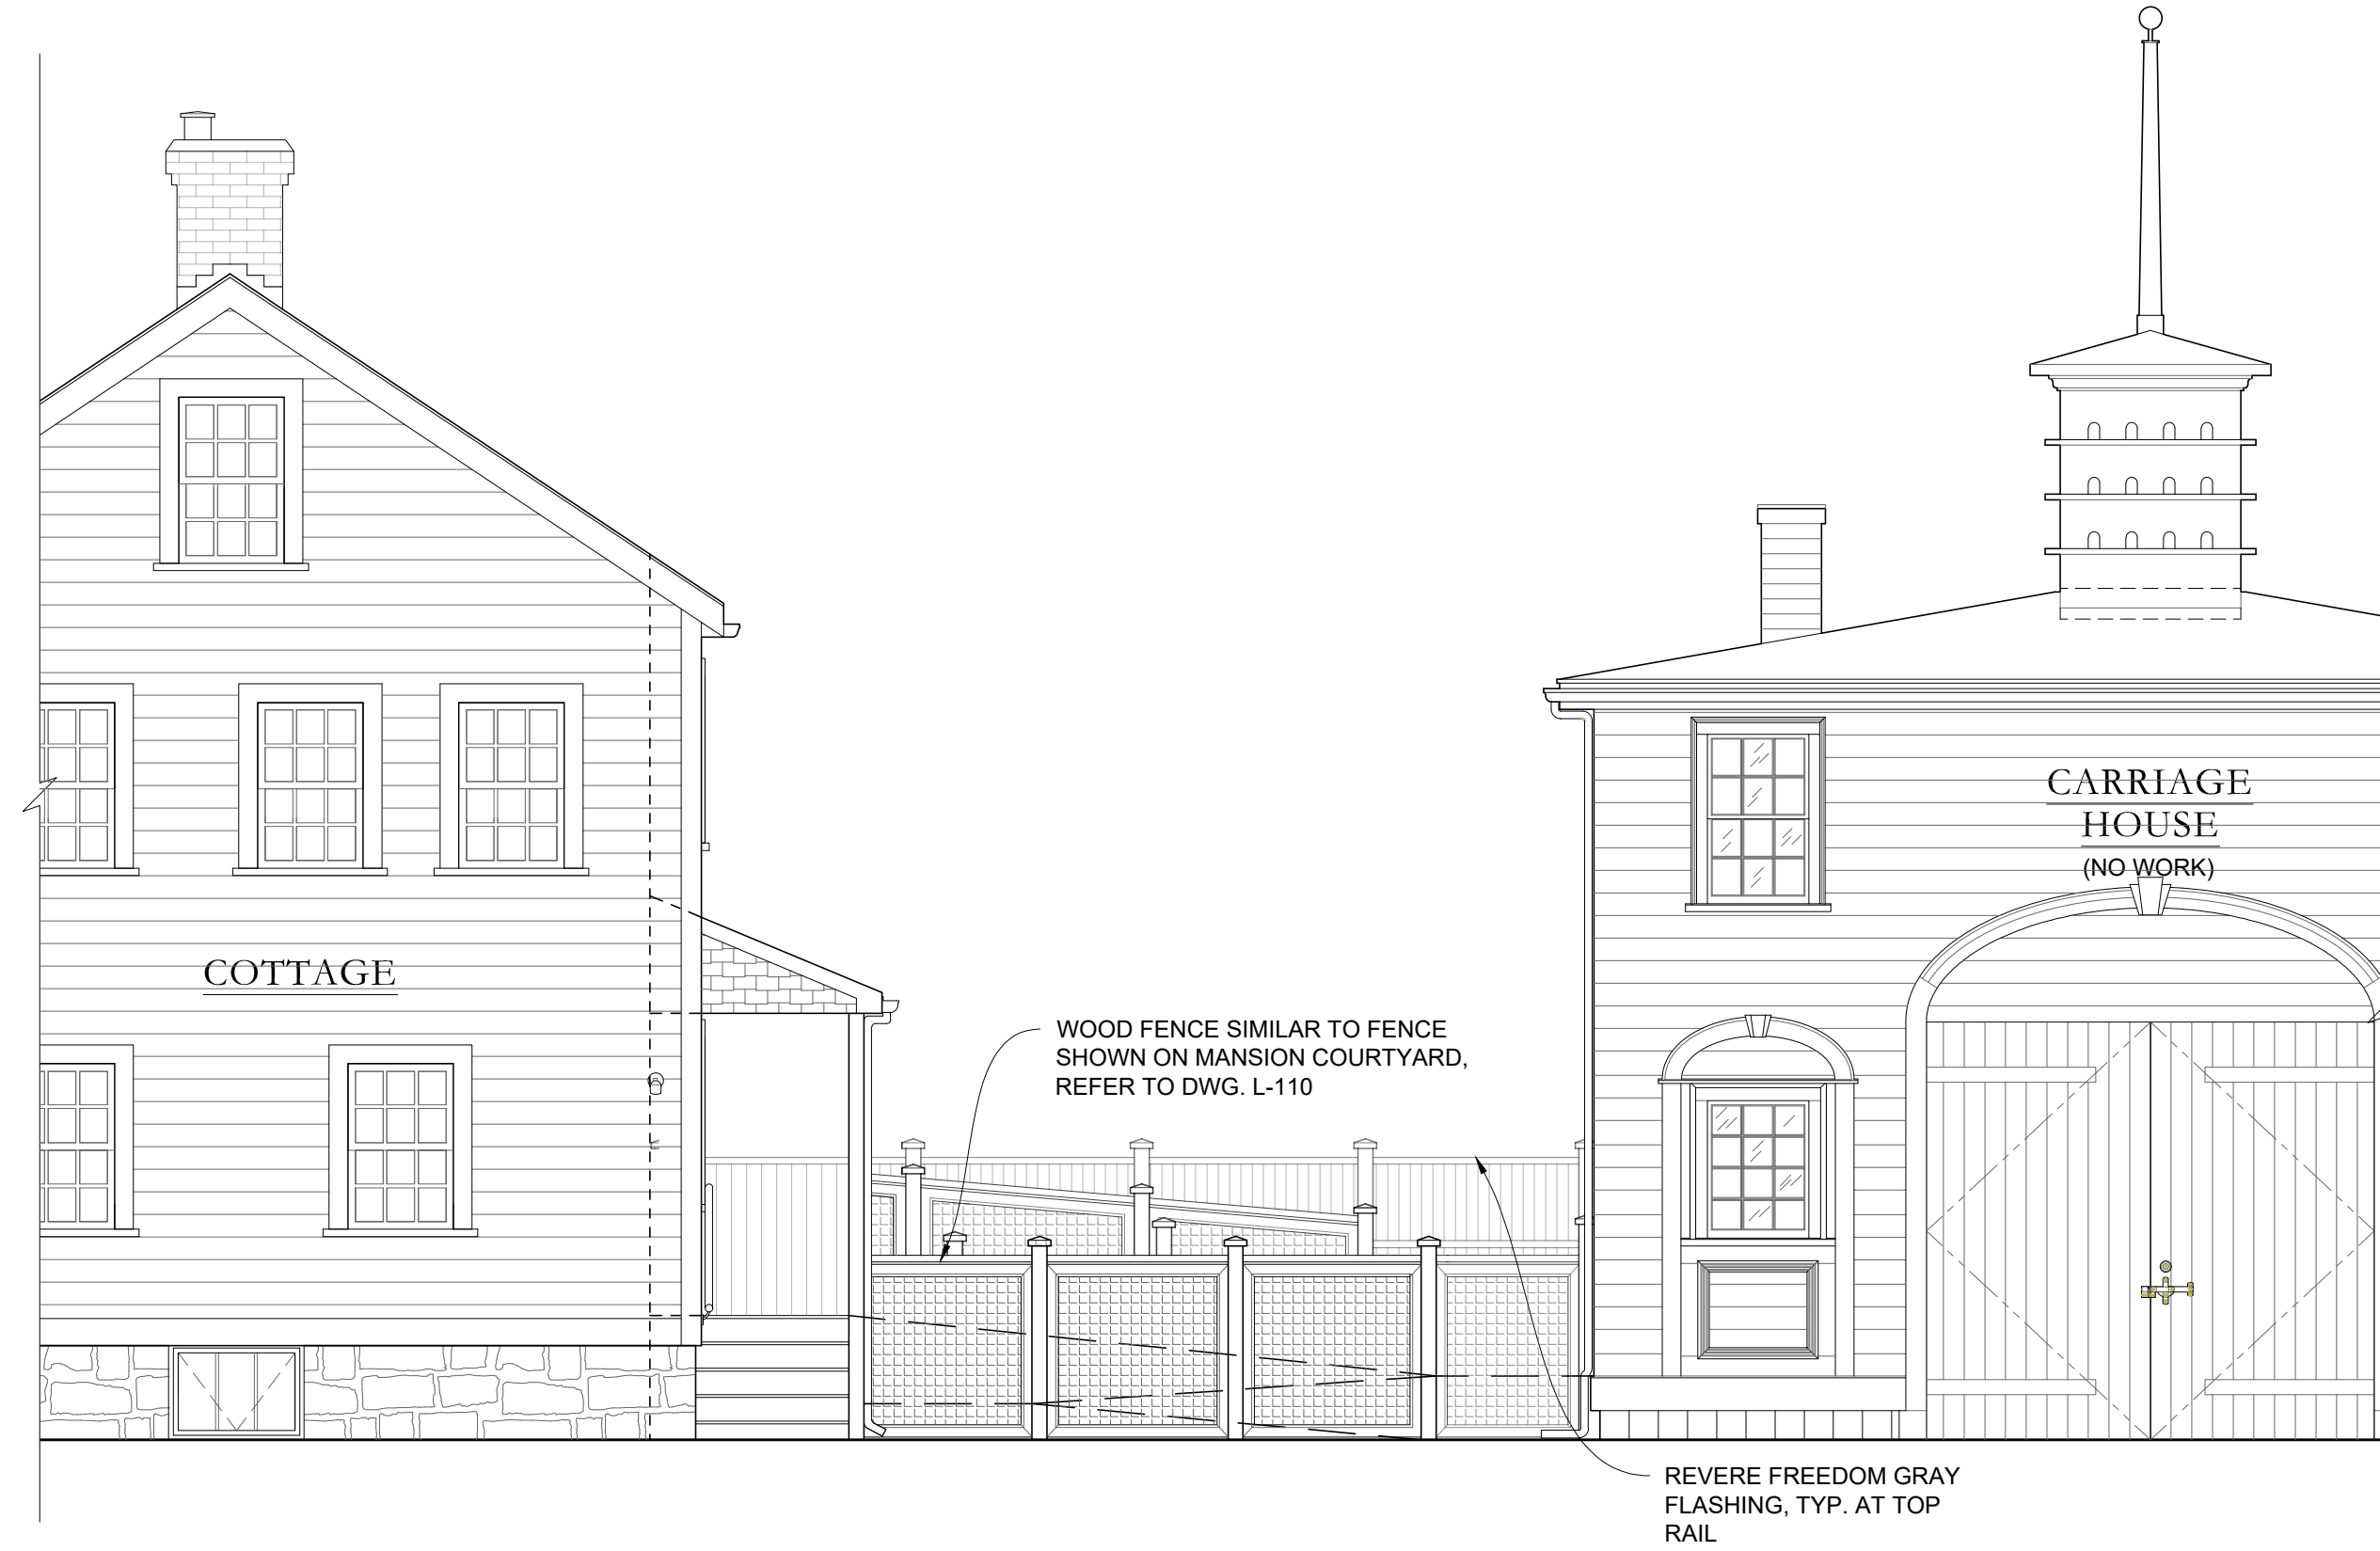 CARRIAGE
HOUSE
(NO WORK)
COTTAGE
WOOD FENCE SIMILAR TO FENCE
SHOWN ON MANSION COURTYARD,
REFER TO DWG. L-110
REVERE FREEDOM GRAY
FLASHING, TYP. AT TOP
RAIL